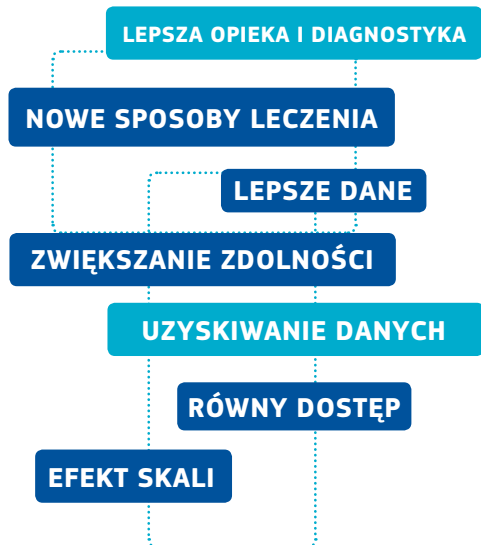 LEPSZA OPIEKA I DIAGNOSTYKA
NOWE SPOSOBY LECZENIA
LEPSZE DANE
ZWIĘKSZANIE ZDOLNOŚCI
UZYSKIWANIE DANYCH
RÓWNY DOSTĘP
EFEKT SKALI